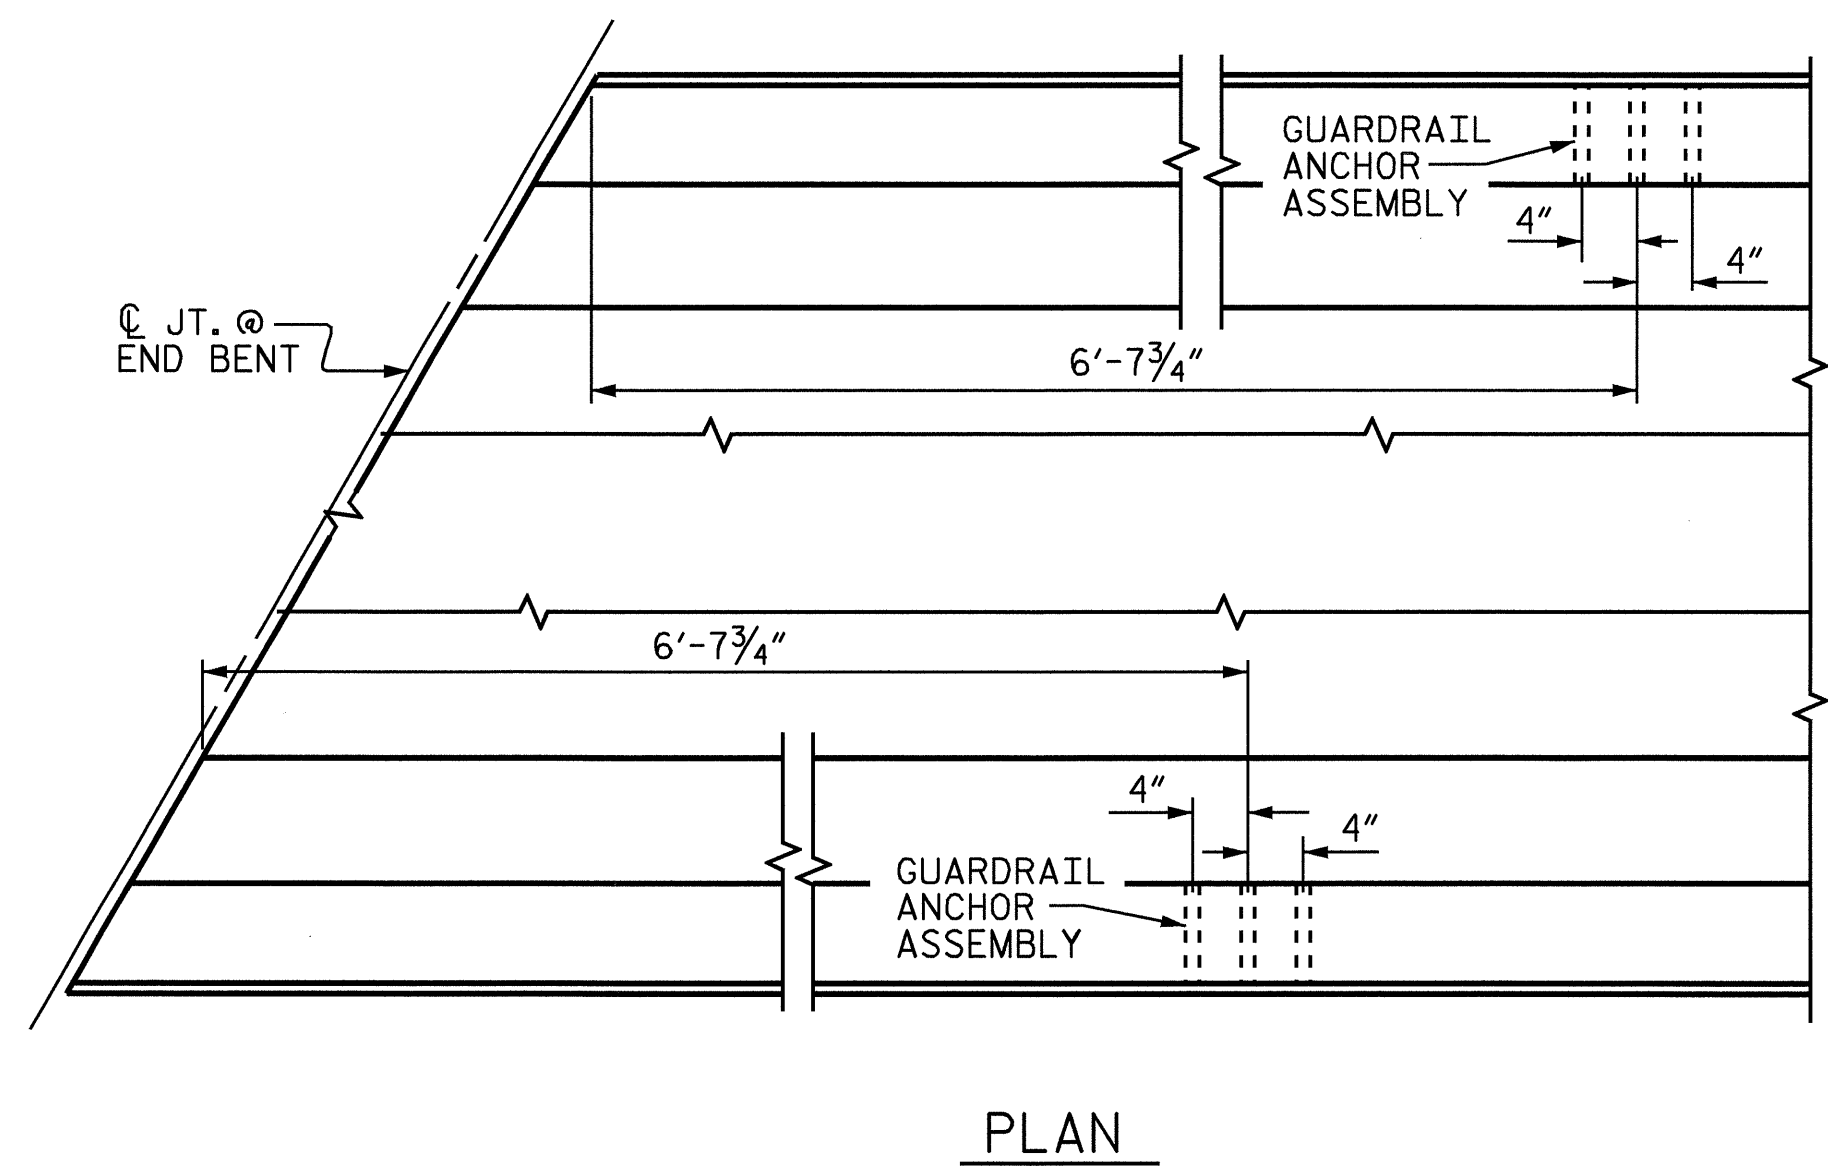 GUARDRAIL
ANCHOR
ASSEMBLY
4"
4"
℄ JT. @
END BENT
6'-7¾"
6'-7¾"
4"
4"
GUARDRAIL
ANCHOR
ASSEMBLY
PLAN